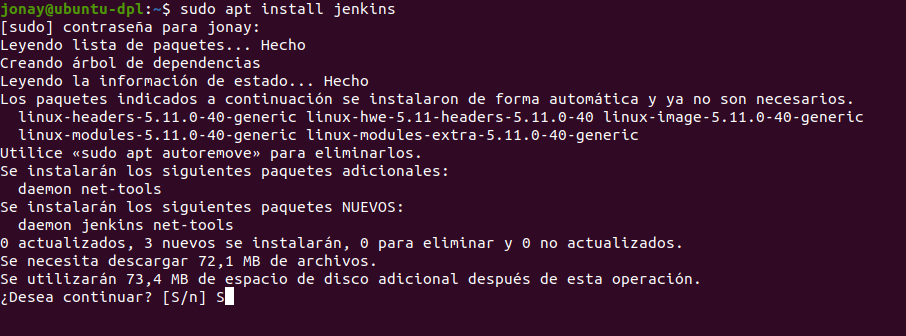 jonay@ubuntu-dpl:~$ sudo apt install jenkins
[sudo] contraseña para jonay:
Leyendo lista de paquetes... Hecho
Creando árbol de dependencias
Leyendo la información de estado... Hecho
Los paquetes indicados a continuación se instalaron de forma automática y ya no son necesarios.
  linux-headers-5.11.0-40-generic linux-hwe-5.11-headers-5.11.0-40 linux-image-5.11.0-40-generic
  linux-modules-5.11.0-40-generic linux-modules-extra-5.11.0-40-generic
Utilice «sudo apt autoremove» para eliminarlos.
Se instalarán los siguientes paquetes adicionales:
  daemon net-tools
Se instalarán los siguientes paquetes NUEVOS:
  daemon jenkins net-tools
0 actualizados, 3 nuevos se instalarán, 0 para eliminar y 0 no actualizados.
Se necesita descargar 72,1 MB de archivos.
Se utilizarán 73,4 MB de espacio de disco adicional después de esta operación.
¿Desea continuar? [S/n] S